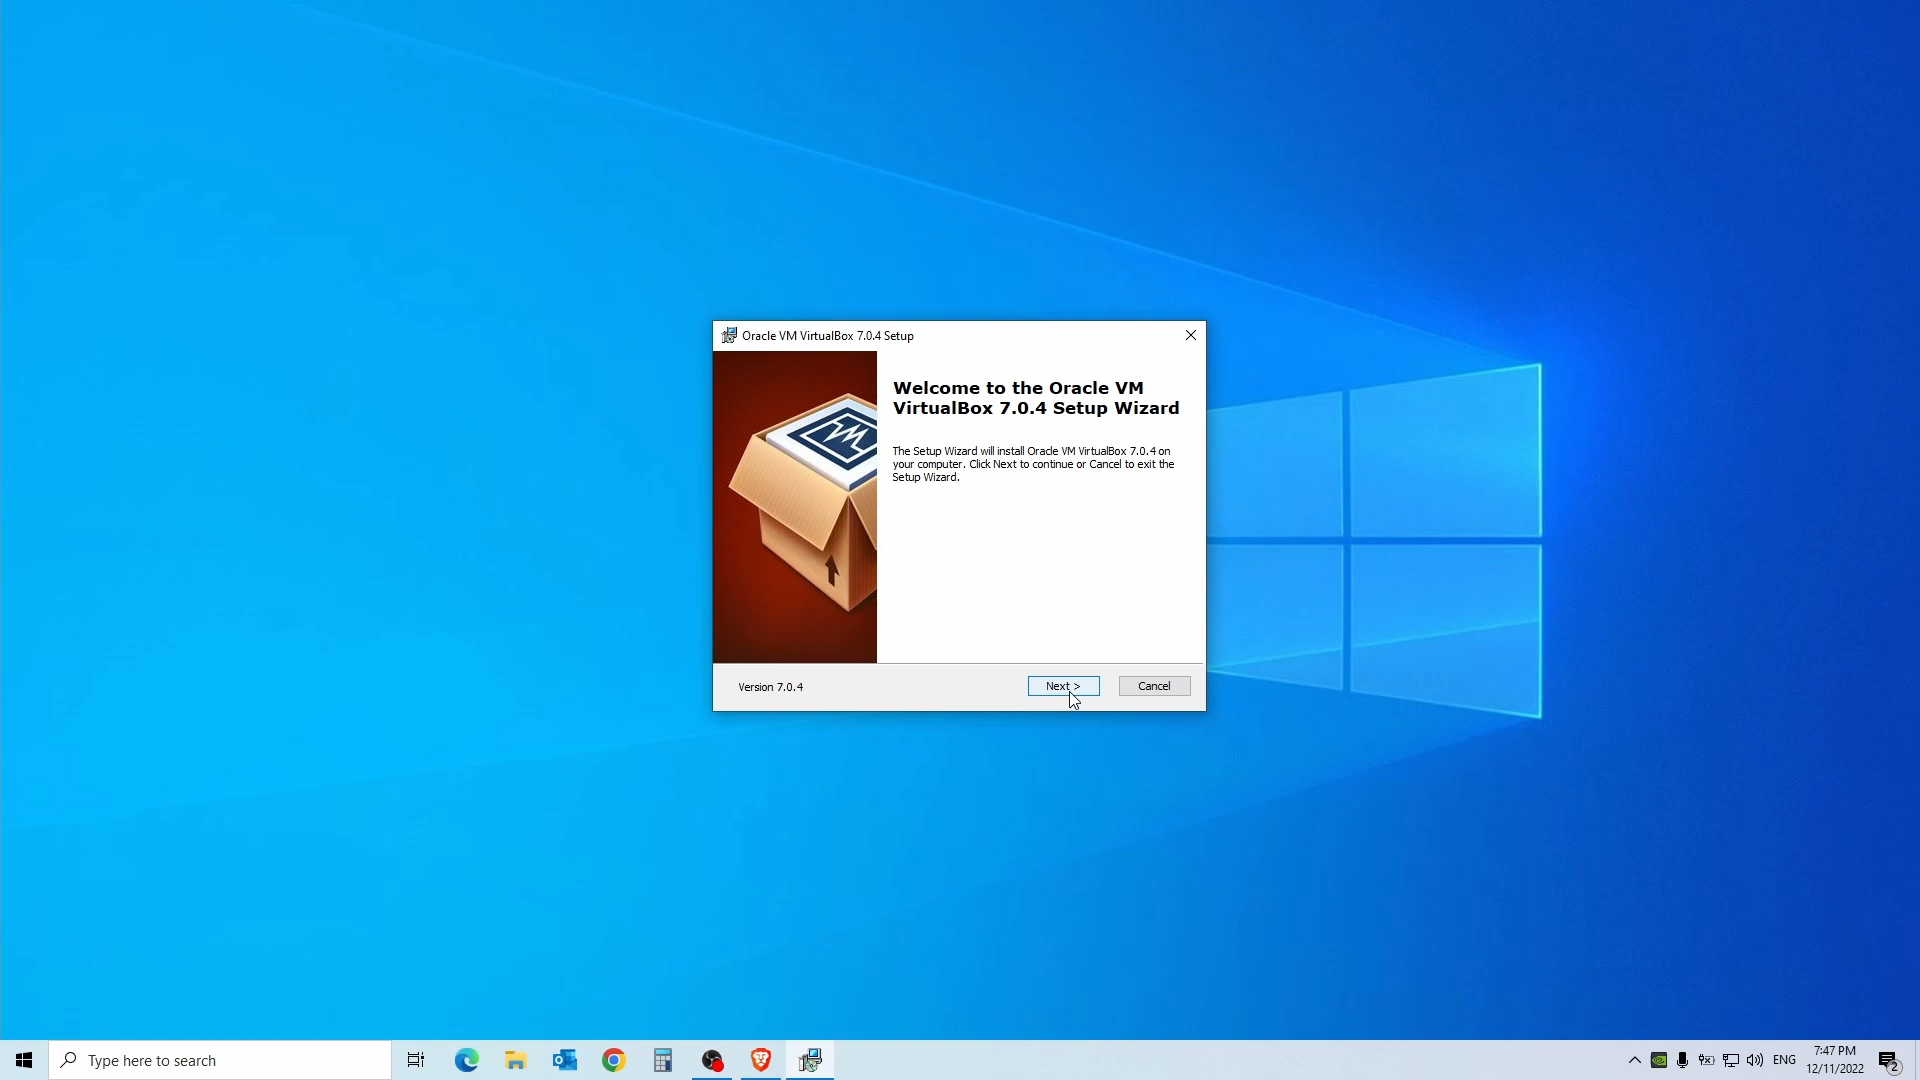 Oracle VM VirtualBox 7.0.4 Setup
Welcome to the Oracle VM
VirtualBox 7.0.4 Setup Wizard
The Setup Wizard will install Oracle VM VirtualBox 7.0.4 on
your computer. Click Next to continue or Cancel to exit the
Setup Wizard.
Version 7.0.4
Next >
Cancel
Type here to search
ENG
7:47 PM
12/11/2022
2